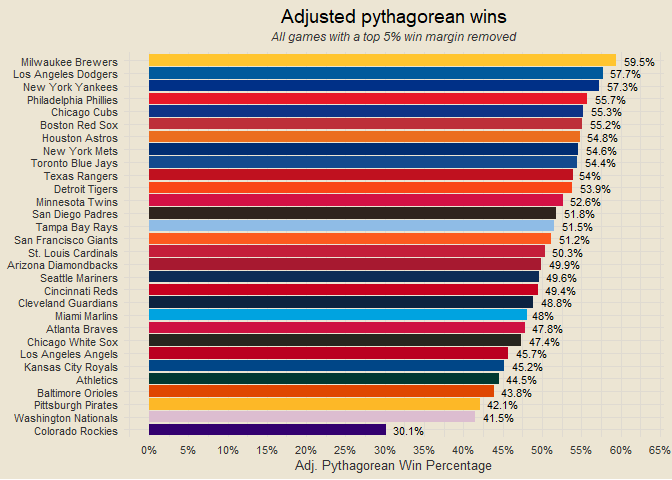 Adjusted pythagorean wins
All games with a top 5% win margin removed
Milwaukee Brewers 59.5%
Los Angeles Dodgers 57.7%
New York Yankees 57.3%
Philadelphia Phillies 55.7%
Chicago Cubs 55.3%
Boston Red Sox 55.2%
Houston Astros 54.8%
New York Mets 54.6%
Toronto Blue Jays 54.4%
Texas Rangers 54%
Detroit Tigers 53.9%
Minnesota Twins 52.6%
San Diego Padres 51.8%
Tampa Bay Rays 51.5%
San Francisco Giants 51.2%
St. Louis Cardinals 50.3%
Arizona Diamondbacks 49.9%
Seattle Mariners 49.6%
Cincinnati Reds 49.4%
Cleveland Guardians 48.8%
Miami Marlins 48%
Atlanta Braves 47.8%
Chicago White Sox 47.4%
Los Angeles Angels 45.7%
Kansas City Royals 45.2%
Athletics 44.5%
Baltimore Orioles 43.8%
Pittsburgh Pirates 42.1%
Washington Nationals 41.5%
Colorado Rockies 30.1%
0% 5% 10% 15% 20% 25% 30% 35% 40% 45% 50% 55% 60% 65%
Adj. Pythagorean Win Percentage